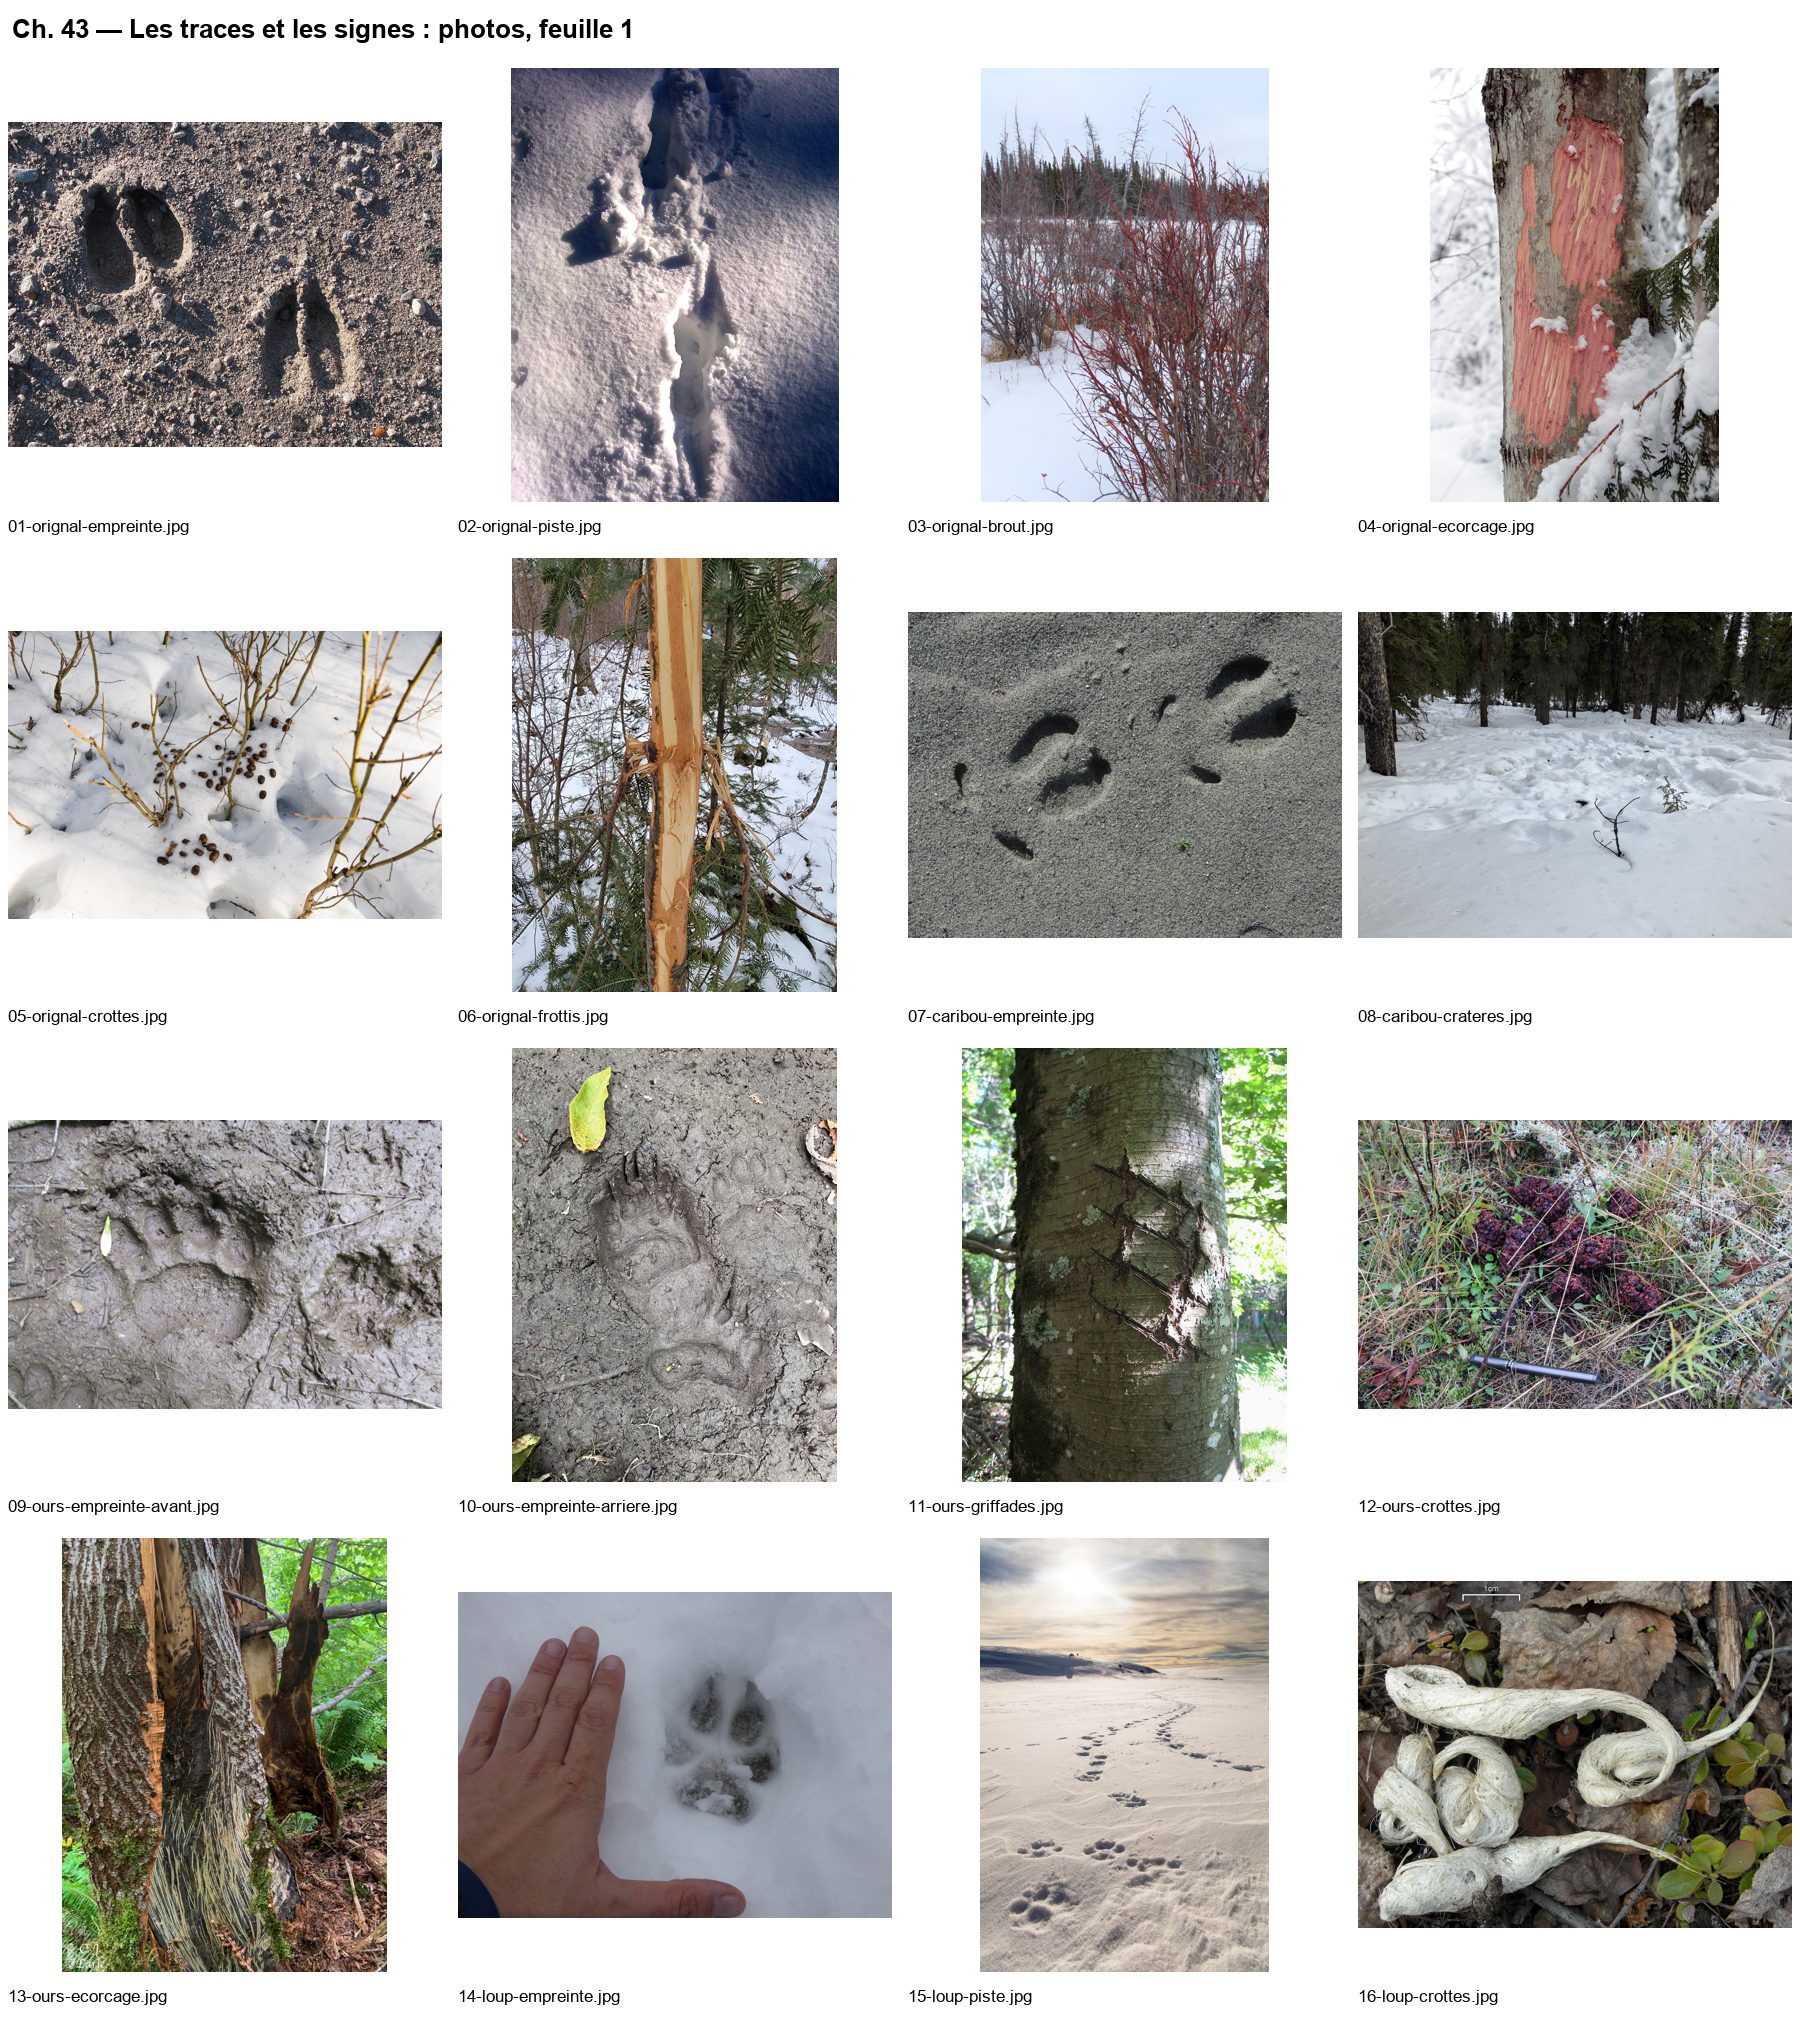 Ch. 43 — Les traces et les signes : photos, feuille 1
01-orignal-empreinte.jpg
02-orignal-piste.jpg
03-orignal-brout.jpg
04-orignal-ecorcage.jpg
05-orignal-crottes.jpg
06-orignal-frottis.jpg
07-caribou-empreinte.jpg
08-caribou-crateres.jpg
09-ours-empreinte-avant.jpg
10-ours-empreinte-arriere.jpg
11-ours-griffades.jpg
12-ours-crottes.jpg
1cm
13-ours-ecorcage.jpg
14-loup-empreinte.jpg
15-loup-piste.jpg
16-loup-crottes.jpg